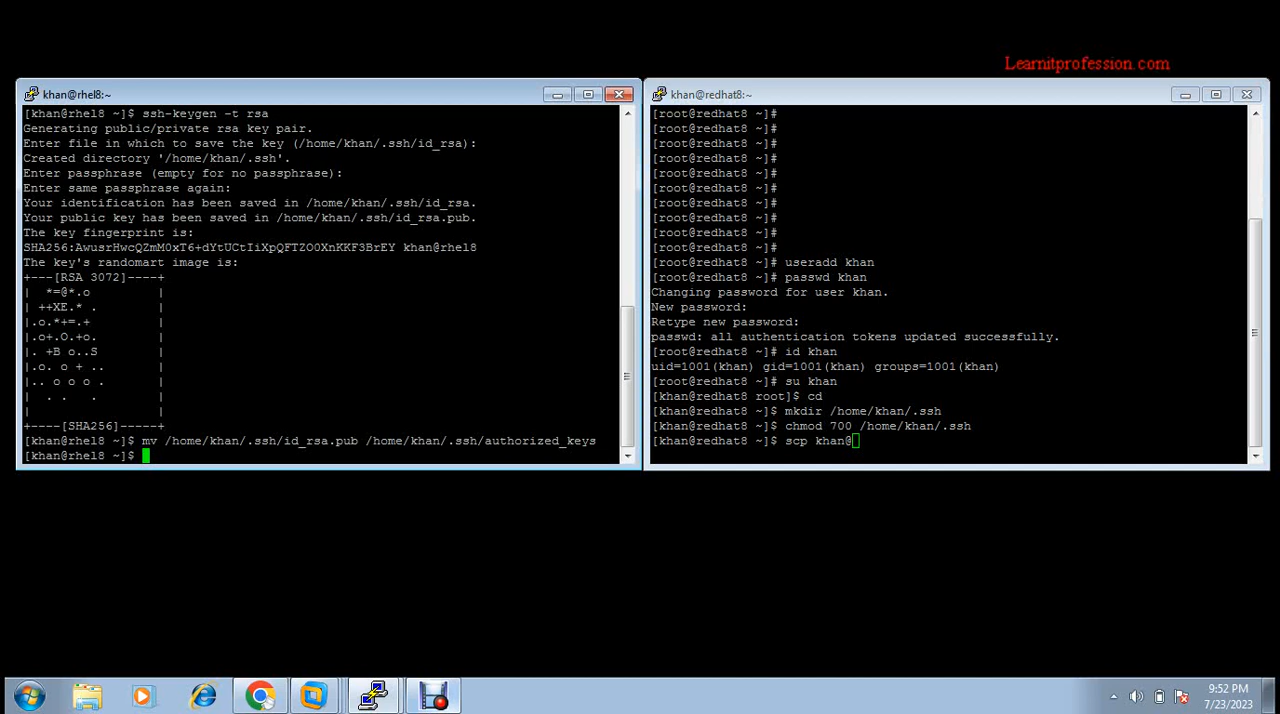 Learnitprofession.com
khan@rhel8:~
[khan@rhel8 ~]$ ssh-keygen -t rsa
Generating public/private rsa key pair.
Enter file in which to save the key (/home/khan/.ssh/id_rsa):
Created directory '/home/khan/.ssh'.
Enter passphrase (empty for no passphrase):
Enter same passphrase again:
Your identification has been saved in /home/khan/.ssh/id_rsa.
Your public key has been saved in /home/khan/.ssh/id_rsa.pub.
The key fingerprint is:
SHA256:AwusrHwcQZmM0xT6+dYtUCtIiXpQFTZO0XnKKF3BrEY khan@rhel8
The key's randomart image is:
+---[RSA 3072]----+
|   *=@*.o        |
|  ++XE.* .       |
|.o.*+=.+         |
|.o+.O.+o.        |
|. +B o..S        |
|.o. o + ..       |
|.. o o o .       |
|   . .  .        |
|                 |
+----[SHA256]-----+
[khan@rhel8 ~]$ mv /home/khan/.ssh/id_rsa.pub /home/khan/.ssh/authorized_keys
[khan@rhel8 ~]$
khan@redhat8:~
[root@redhat8 ~]#
[root@redhat8 ~]#
[root@redhat8 ~]#
[root@redhat8 ~]#
[root@redhat8 ~]#
[root@redhat8 ~]#
[root@redhat8 ~]#
[root@redhat8 ~]#
[root@redhat8 ~]#
[root@redhat8 ~]#
[root@redhat8 ~]# useradd khan
[root@redhat8 ~]# passwd khan
Changing password for user khan.
New password:
Retype new password:
passwd: all authentication tokens updated successfully.
[root@redhat8 ~]# id khan
uid=1001(khan) gid=1001(khan) groups=1001(khan)
[root@redhat8 ~]# su khan
[khan@redhat8 root]$ cd
[khan@redhat8 ~]$ mkdir /home/khan/.ssh
[khan@redhat8 ~]$ chmod 700 /home/khan/.ssh
[khan@redhat8 ~]$ scp khan@
9:52 PM
7/23/2023